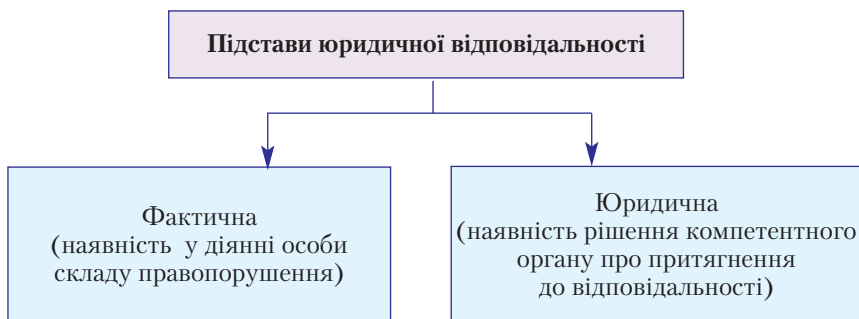 Підстави юридичної відповідальності
Фактична
(наявність у діянні особи
складу правопорушення)
Юридична
(наявність рішення компетентного
органу про притягнення
до відповідальності)